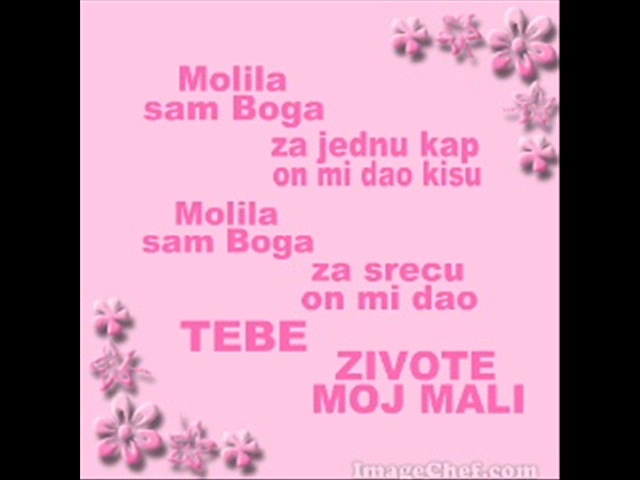 Molila
sam Boga
za jednu kap
on mi dao kisu
Molila
sam Boga
za srecu
on mi dao
TEBE
ZIVOTE
MOJ MALI
ImageChef.com